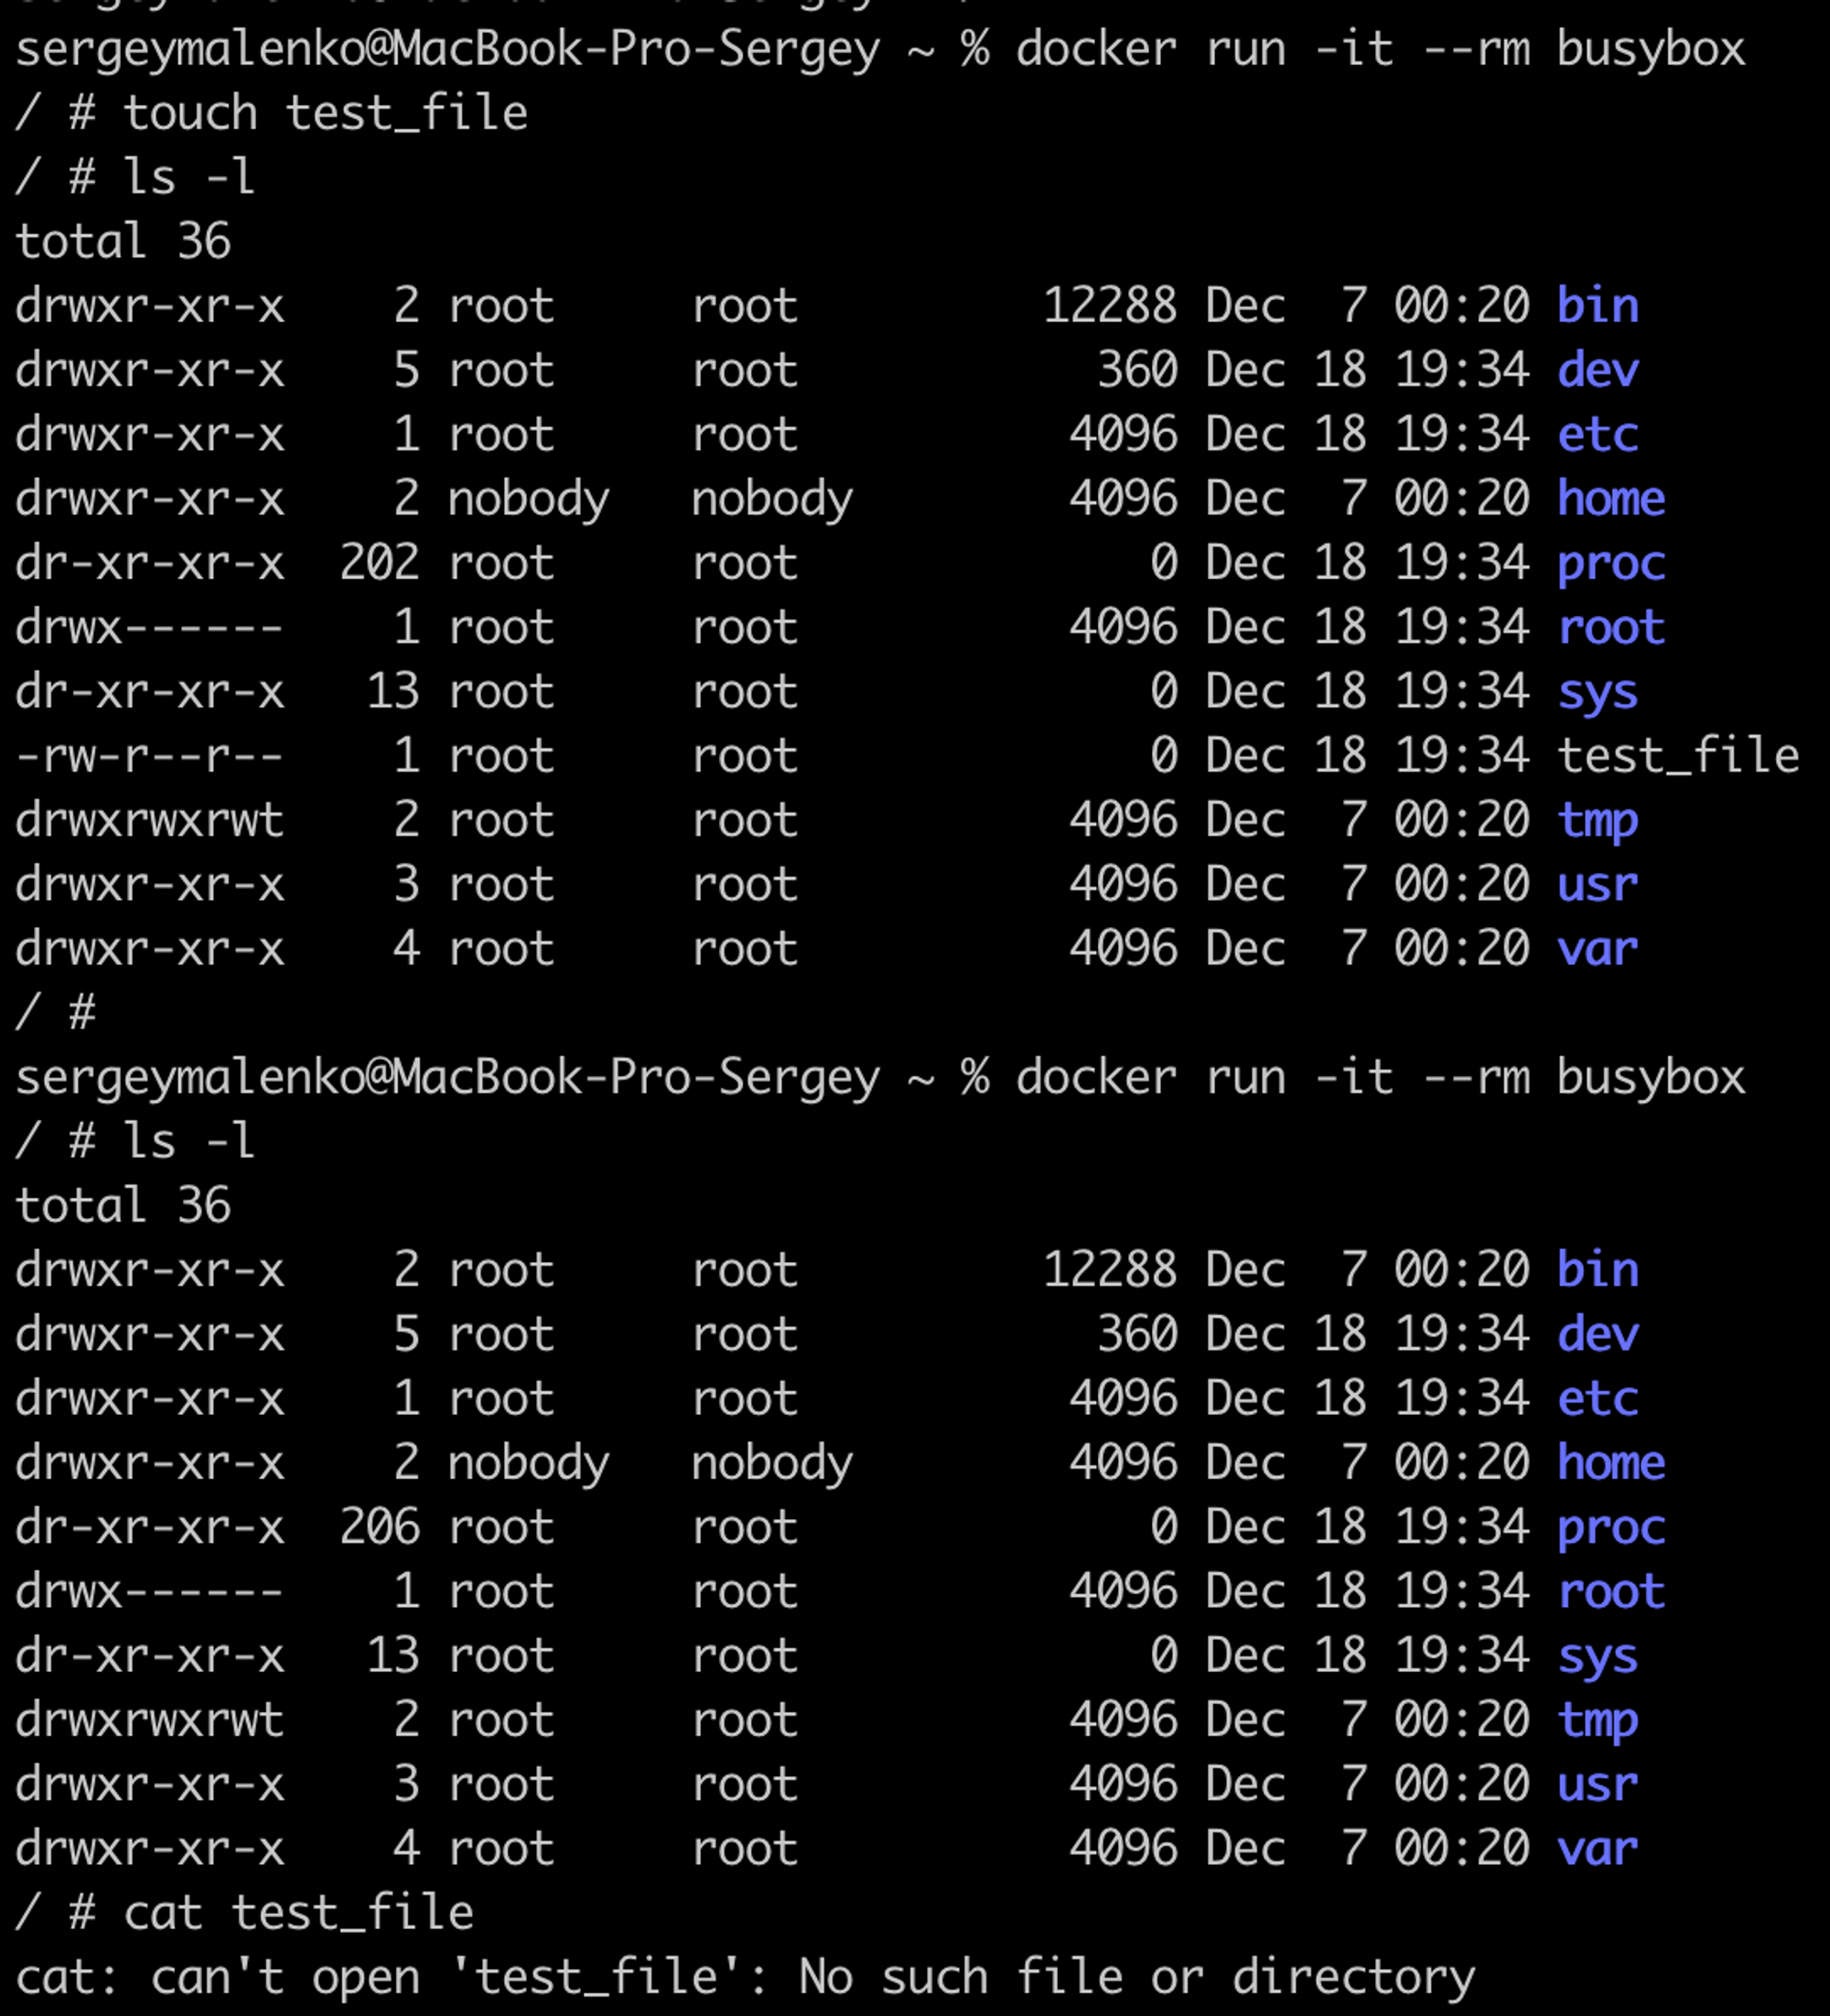 sergeymalenko@MacBook-Pro-Sergey ~ % docker run -it --rm busybox
/ # touch test_file
/ # ls -l
total 36
drwxr-xr-x    2 root     root         12288 Dec  7 00:20 bin
drwxr-xr-x    5 root     root           360 Dec 18 19:34 dev
drwxr-xr-x    1 root     root          4096 Dec 18 19:34 etc
drwxr-xr-x    2 nobody   nobody        4096 Dec  7 00:20 home
dr-xr-xr-x  202 root     root             0 Dec 18 19:34 proc
drwx------    1 root     root          4096 Dec 18 19:34 root
dr-xr-xr-x   13 root     root             0 Dec 18 19:34 sys
-rw-r--r--    1 root     root             0 Dec 18 19:34 test_file
drwxrwxrwt    2 root     root          4096 Dec  7 00:20 tmp
drwxr-xr-x    3 root     root          4096 Dec  7 00:20 usr
drwxr-xr-x    4 root     root          4096 Dec  7 00:20 var
/ #
sergeymalenko@MacBook-Pro-Sergey ~ % docker run -it --rm busybox
/ # ls -l
total 36
drwxr-xr-x    2 root     root         12288 Dec  7 00:20 bin
drwxr-xr-x    5 root     root           360 Dec 18 19:34 dev
drwxr-xr-x    1 root     root          4096 Dec 18 19:34 etc
drwxr-xr-x    2 nobody   nobody        4096 Dec  7 00:20 home
dr-xr-xr-x  206 root     root             0 Dec 18 19:34 proc
drwx------    1 root     root          4096 Dec 18 19:34 root
dr-xr-xr-x   13 root     root             0 Dec 18 19:34 sys
drwxrwxrwt    2 root     root          4096 Dec  7 00:20 tmp
drwxr-xr-x    3 root     root          4096 Dec  7 00:20 usr
drwxr-xr-x    4 root     root          4096 Dec  7 00:20 var
/ # cat test_file
cat: can't open 'test_file': No such file or directory